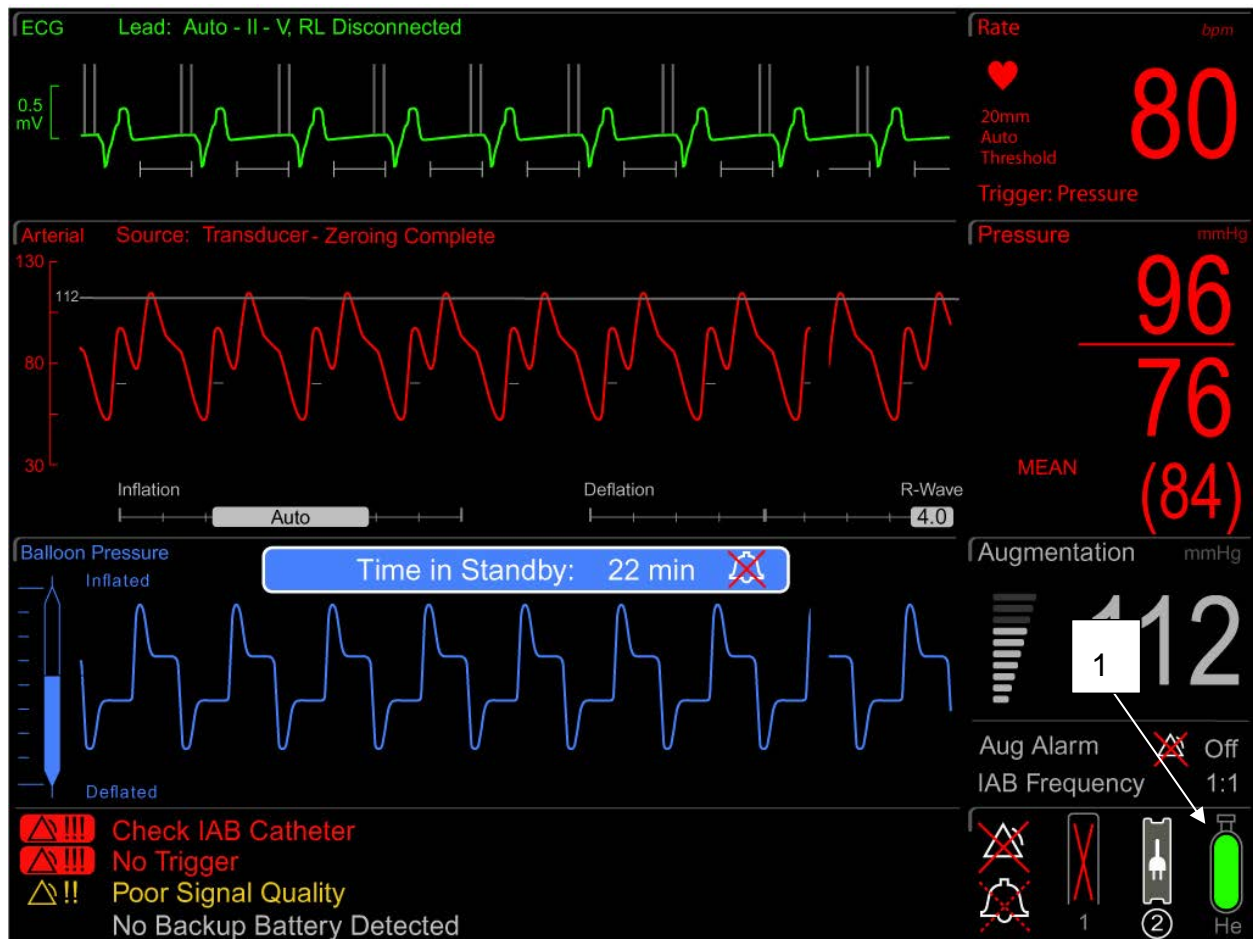 ECG Lead: Auto - II - V, RL Disconnected
0.5
mV
Rate bpm
80
20mm
Auto
Threshold
Trigger: Pressure
Arterial Source: Transducer - Zeroing Complete
130
112
80
30
Pressure mmHg
96
76
MEAN (84)
Inflation Deflation R-Wave
Auto 4.0
Balloon Pressure
Inflated
Time in Standby: 22 min
Deflated
Augmentation mmHg
112
1
Aug Alarm Off
IAB Frequency 1:1
!!! Check IAB Catheter
!!! No Trigger
!! Poor Signal Quality
No Backup Battery Detected
1 2 He